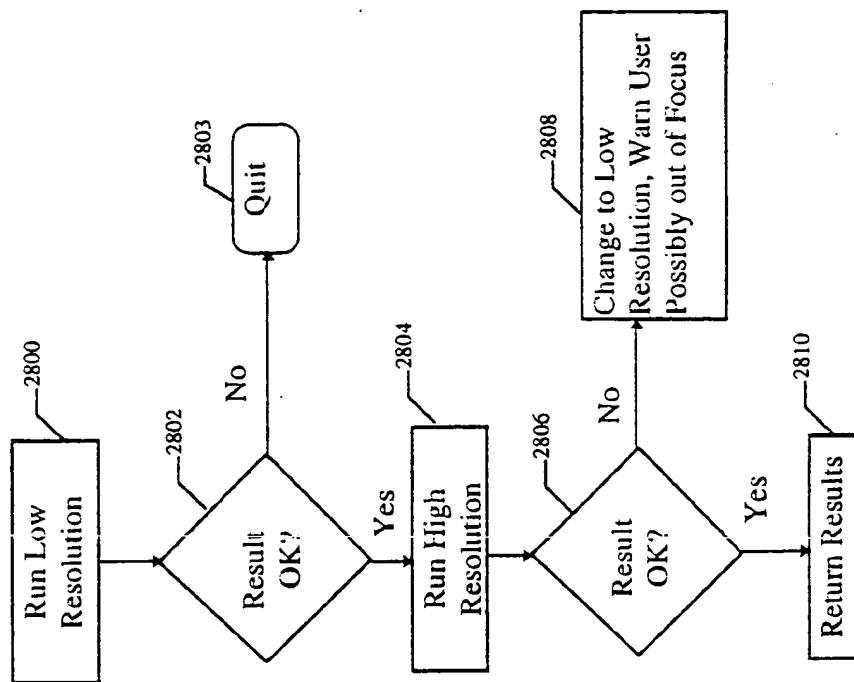 Run Low
Resolution
2800
Result
OK?
2802
No
Quit
2803
Yes
Run High
Resolution
2804
Result
OK?
2806
No
Change to Low
Resolution, Warn User
Possibly out of Focus
2808
Yes
Return Results
2810